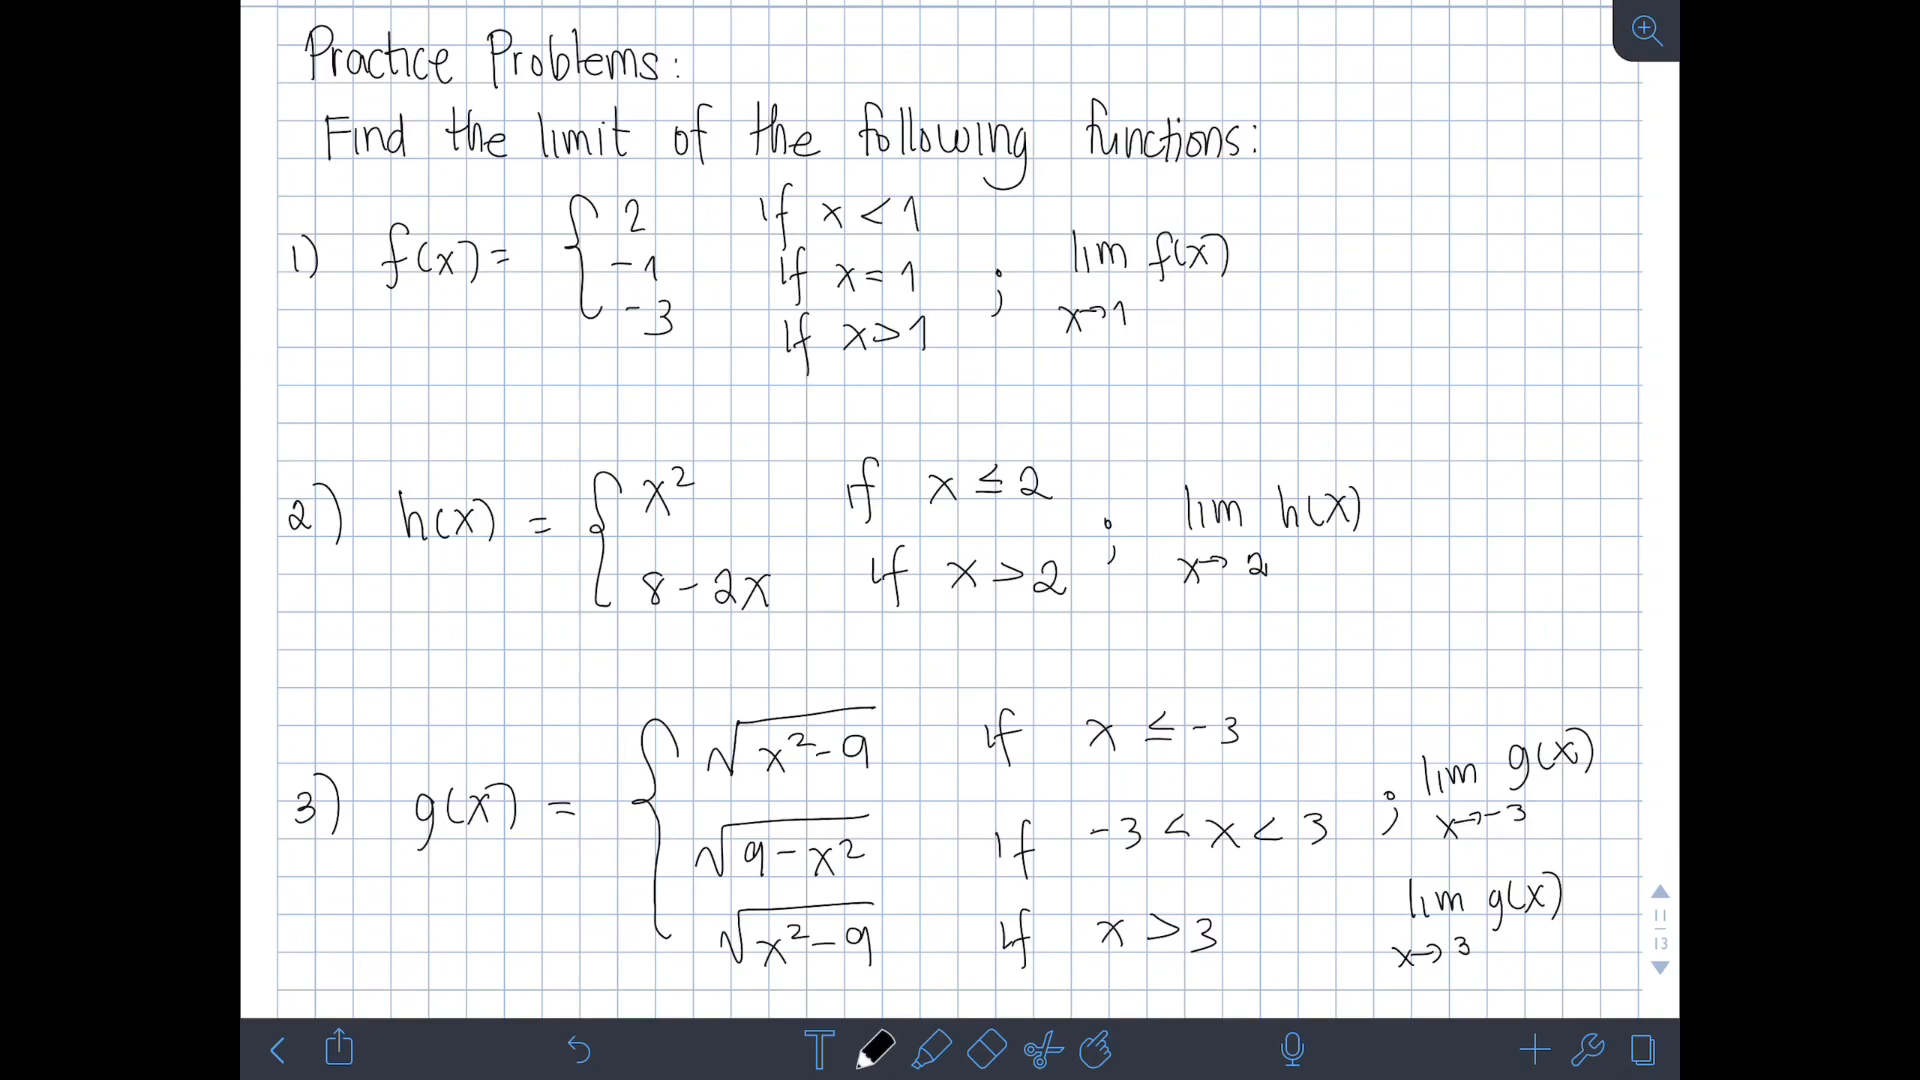 Practice Problems:
Find the limit of the following functions:
1) f(x) = { 2 if x < 1
-1 if x = 1 ; lim f(x)
x→1
-3 if x > 1
2) h(x) = { x² if x ≤ 2 ; lim h(x)
x→2
8 - 2x if x > 2
3) g(x) = { √(x² - 9) if x ≤ -3 ; lim g(x)
x→-3
√(9 - x²) if -3 < x < 3
√(x² - 9) if x > 3
lim g(x)
x→3
11
13
T